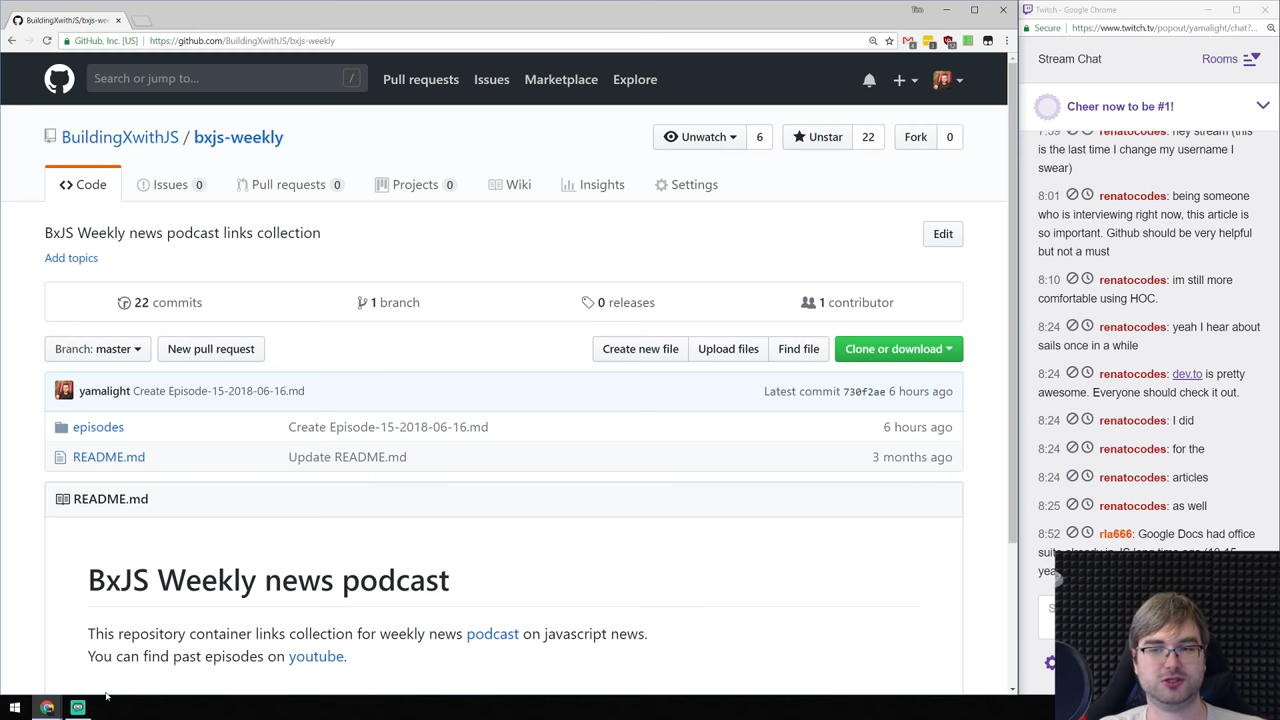 BuildingXwithJS/bxjs-we
Tim
GitHub, Inc. [US]
https://github.com/BuildingXwithJS/bxjs-weekly
Search or jump to...
/
Pull requests
Issues
Marketplace
Explore
BuildingXwithJS / bxjs-weekly
Unwatch 6
Unstar 22
Fork 0
Code
Issues 0
Pull requests 0
Projects 0
Wiki
Insights
Settings
BxJS Weekly news podcast links collection
Edit
Add topics
22 commits
1 branch
0 releases
1 contributor
Branch: master
New pull request
Create new file
Upload files
Find file
Clone or download
yamalight Create Episode-15-2018-06-16.md
Latest commit 730f2ae 6 hours ago
episodes
Create Episode-15-2018-06-16.md
6 hours ago
README.md
Update README.md
3 months ago
README.md
BxJS Weekly news podcast
This repository container links collection for weekly news podcast on javascript news.
You can find past episodes on youtube.
Twitch - Google Chrome
Secure
https://www.twitch.tv/popout/yamalight/chat?...
Stream Chat
Rooms
Cheer now to be #1!
7:59 renatocodes: hey stream (this
is the last time I change my username I
swear)
8:01 renatocodes: being someone
who is interviewing right now, this article is
so important. Github should be very helpful
but not a must
8:10 renatocodes: im still more
comfortable using HOC.
8:24 renatocodes: yeah I hear about
sails once in a while
8:24 renatocodes: dev.to is pretty
awesome. Everyone should check it out.
8:24 renatocodes: I did
8:24 renatocodes: for the
8:24 renatocodes: articles
8:25 renatocodes: as well
8:52 rla666: Google Docs had office